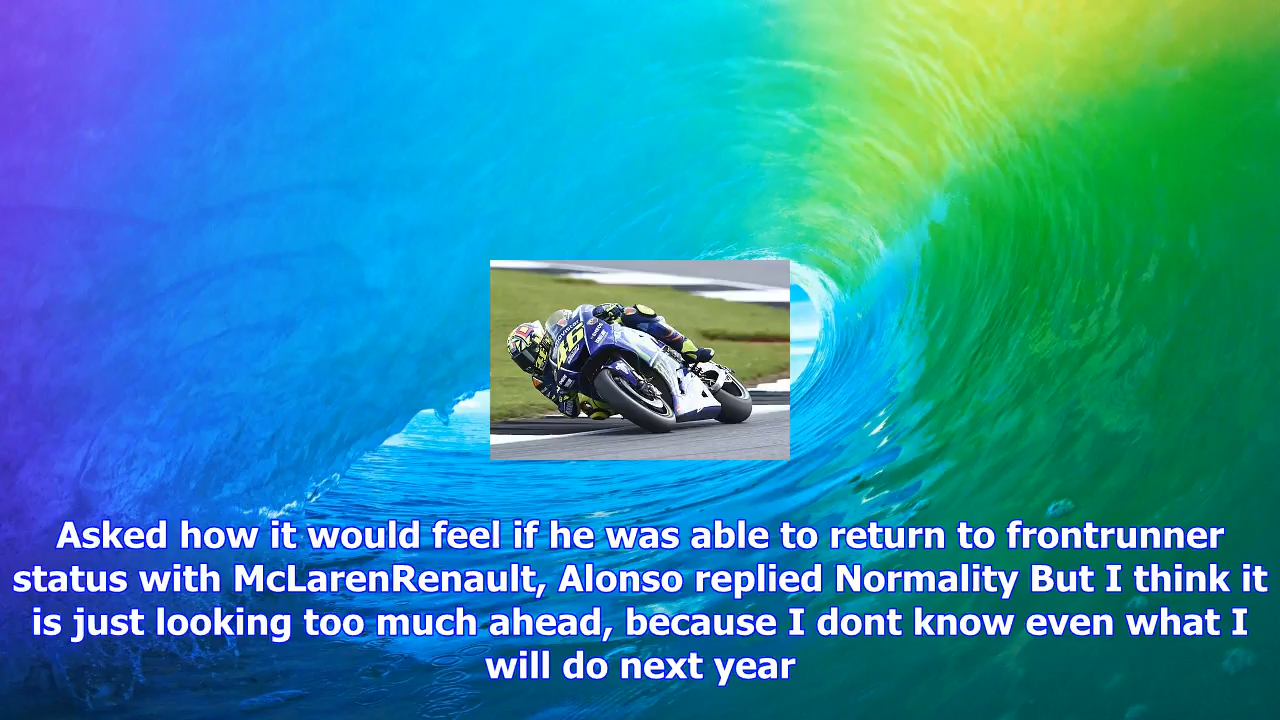 46
Asked how it would feel if he was able to return to frontrunner
status with McLarenRenault, Alonso replied Normality But I think it
is just looking too much ahead, because I dont know even what I
will do next year